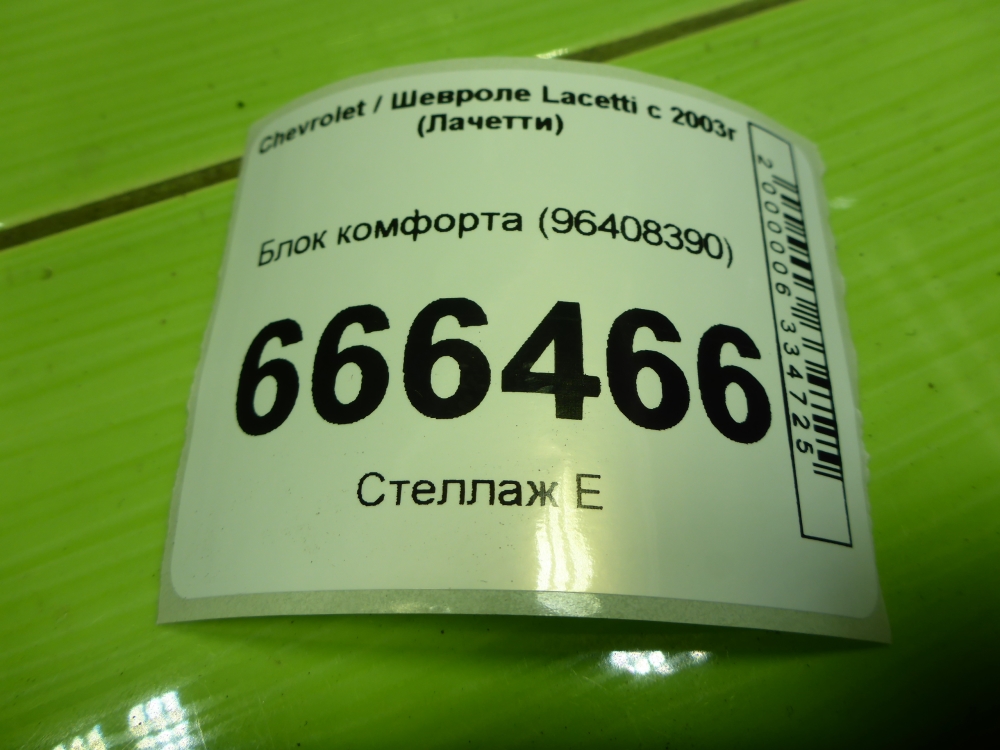 Chevrolet / Шевроле Lacetti с 2003г
(Лачетти)
Блок комфорта (96408390)
666466
Стеллаж Е
2000006334725